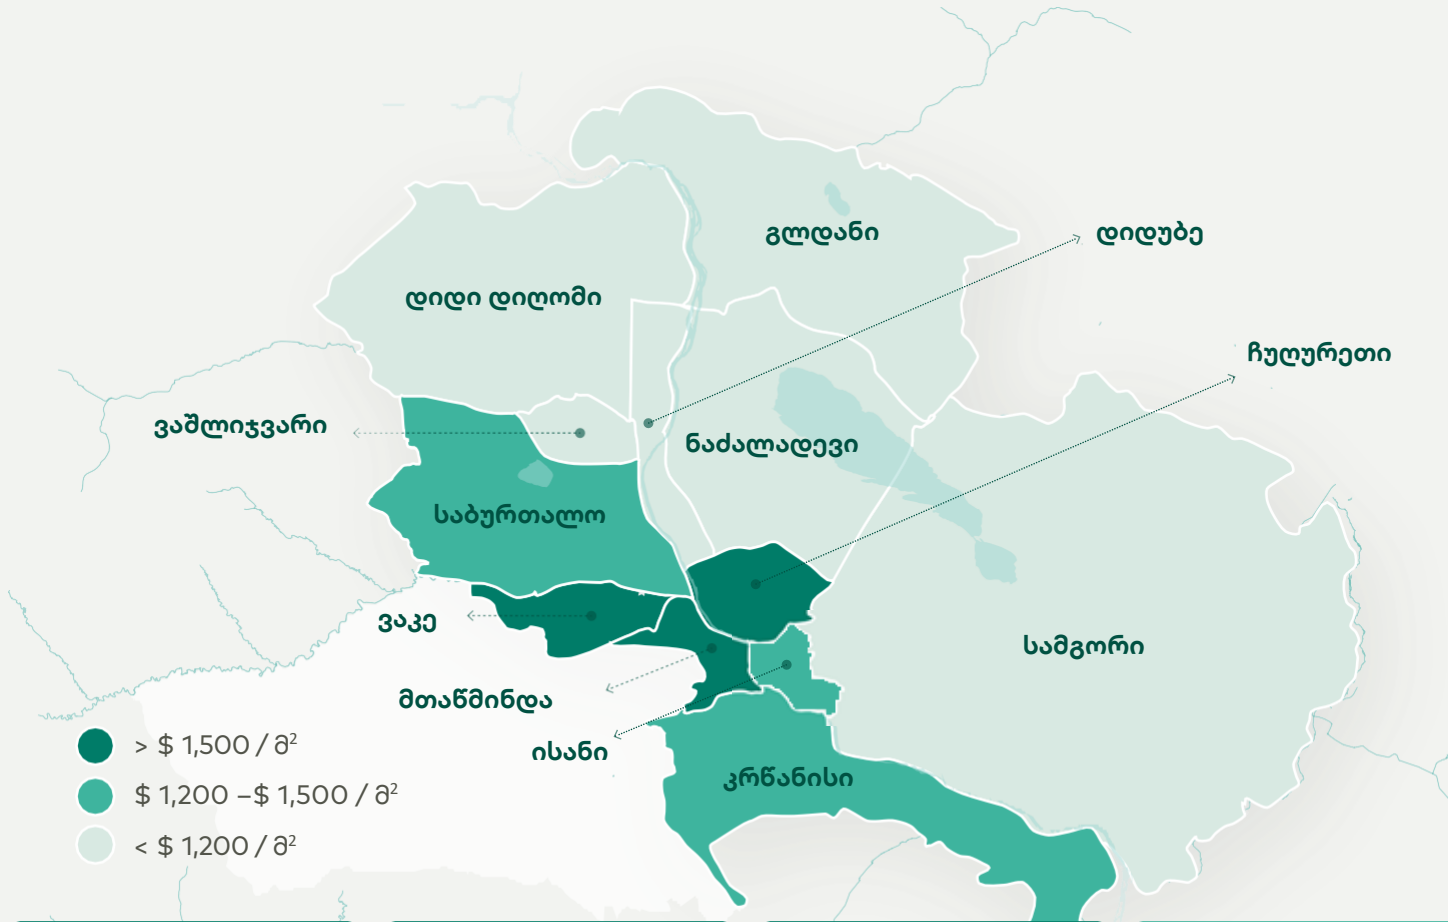 გლდანი
დიდუბე
დიდი დიღომი
ჩუღურეთი
ვაშლიჯვარი
ნაძალადევი
საბურთალო
ვაკე
სამგორი
მთაწმინდა
ისანი
კრწანისი
> $ 1,500 / მ²
$ 1,200 –$ 1,500 / მ²
< $ 1,200 / მ²